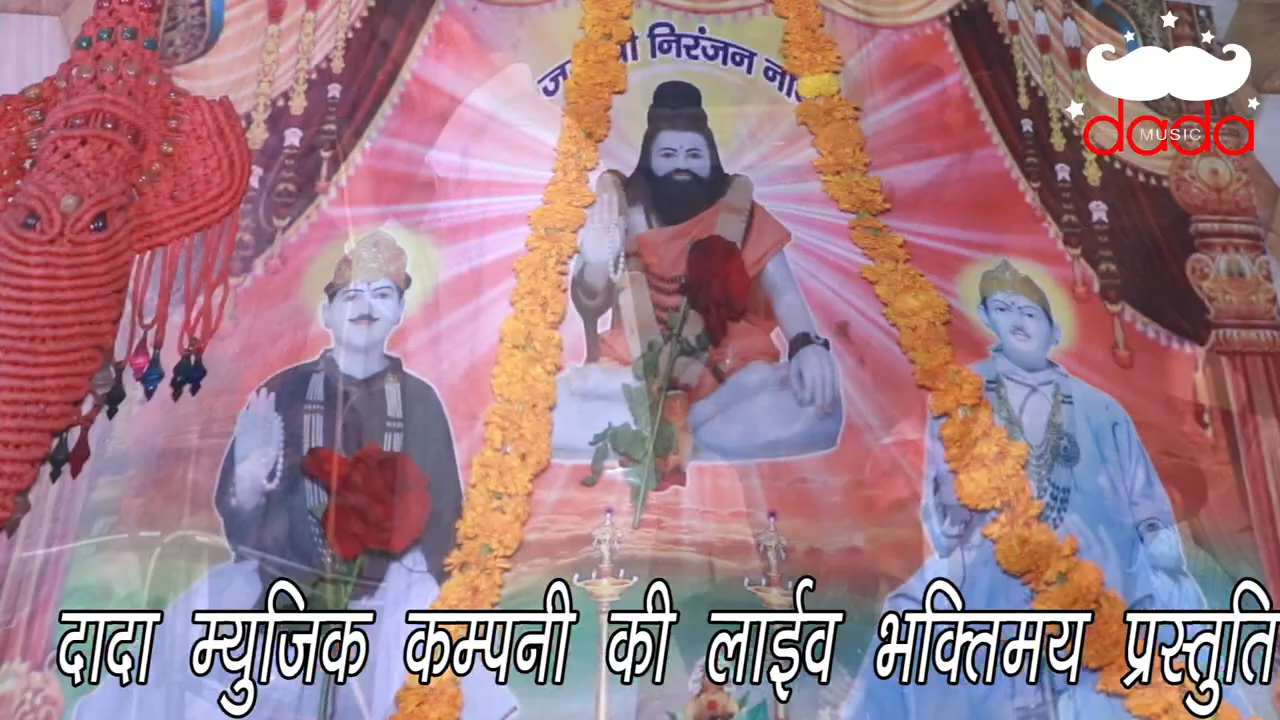 निरंजन
dada
MUSIC
दादा म्युजिक कम्पनी की लाईव भक्तिमय प्रस्तुति